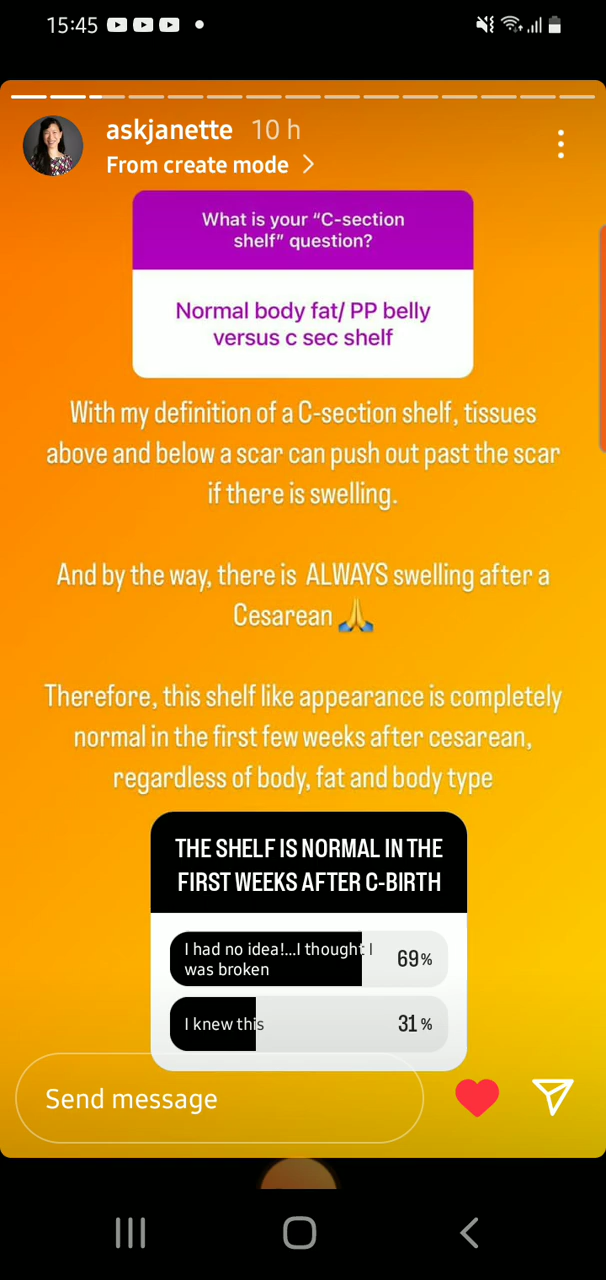 15:45
askjanette 10 h
From create mode
What is your “C-section
shelf” question?
Normal body fat/ PP belly
versus c sec shelf
With my definition of a C-section shelf, tissues
above and below a scar can push out past the scar
if there is swelling.
And by the way, there is ALWAYS swelling after a
Cesarean 🙏
Therefore, this shelf like appearance is completely
normal in the first few weeks after cesarean,
regardless of body, fat and body type
THE SHELF IS NORMAL IN THE
FIRST WEEKS AFTER C-BIRTH
I had no idea!...I thought I
was broken
69%
I knew this
31%
Send message